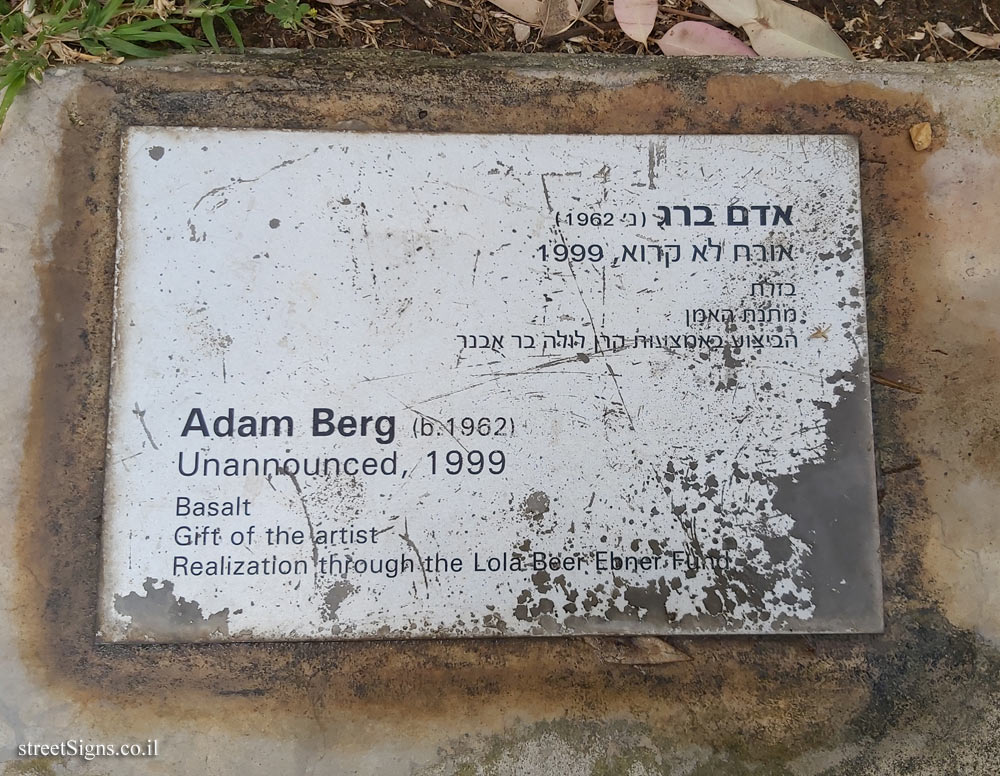 אדם ברג (נ' 1962)
אורח לא קרוא, 1999
בזלת
מתנת האמן
הביצוע באמצעות קרן לולה בר אבנר
Adam Berg (b.1962)
Unannounced, 1999
Basalt
Gift of the artist
Realization through the Lola Beer Ebner Fund
streetSigns.co.il